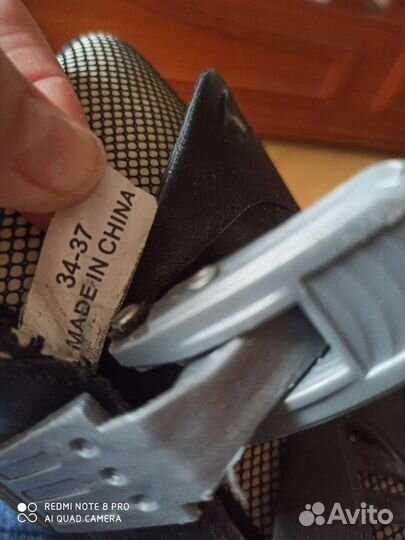 34-37
MADE IN CHINA
REDMI NOTE 8 PRO
AI QUAD CAMERA
Avito